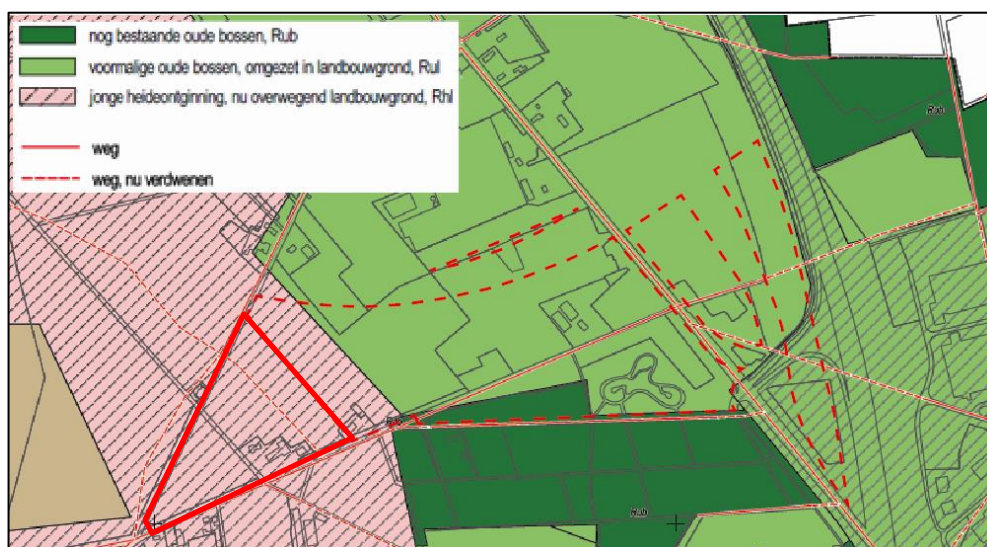 nog bestaande oude bossen, Rub
voormalige oude bossen, omgezet in landbouwgrond, Rul
jonge heideontginning, nu overwegend landbouwgrond, Rhl
weg
weg, nu verdwenen
Rub
Rub